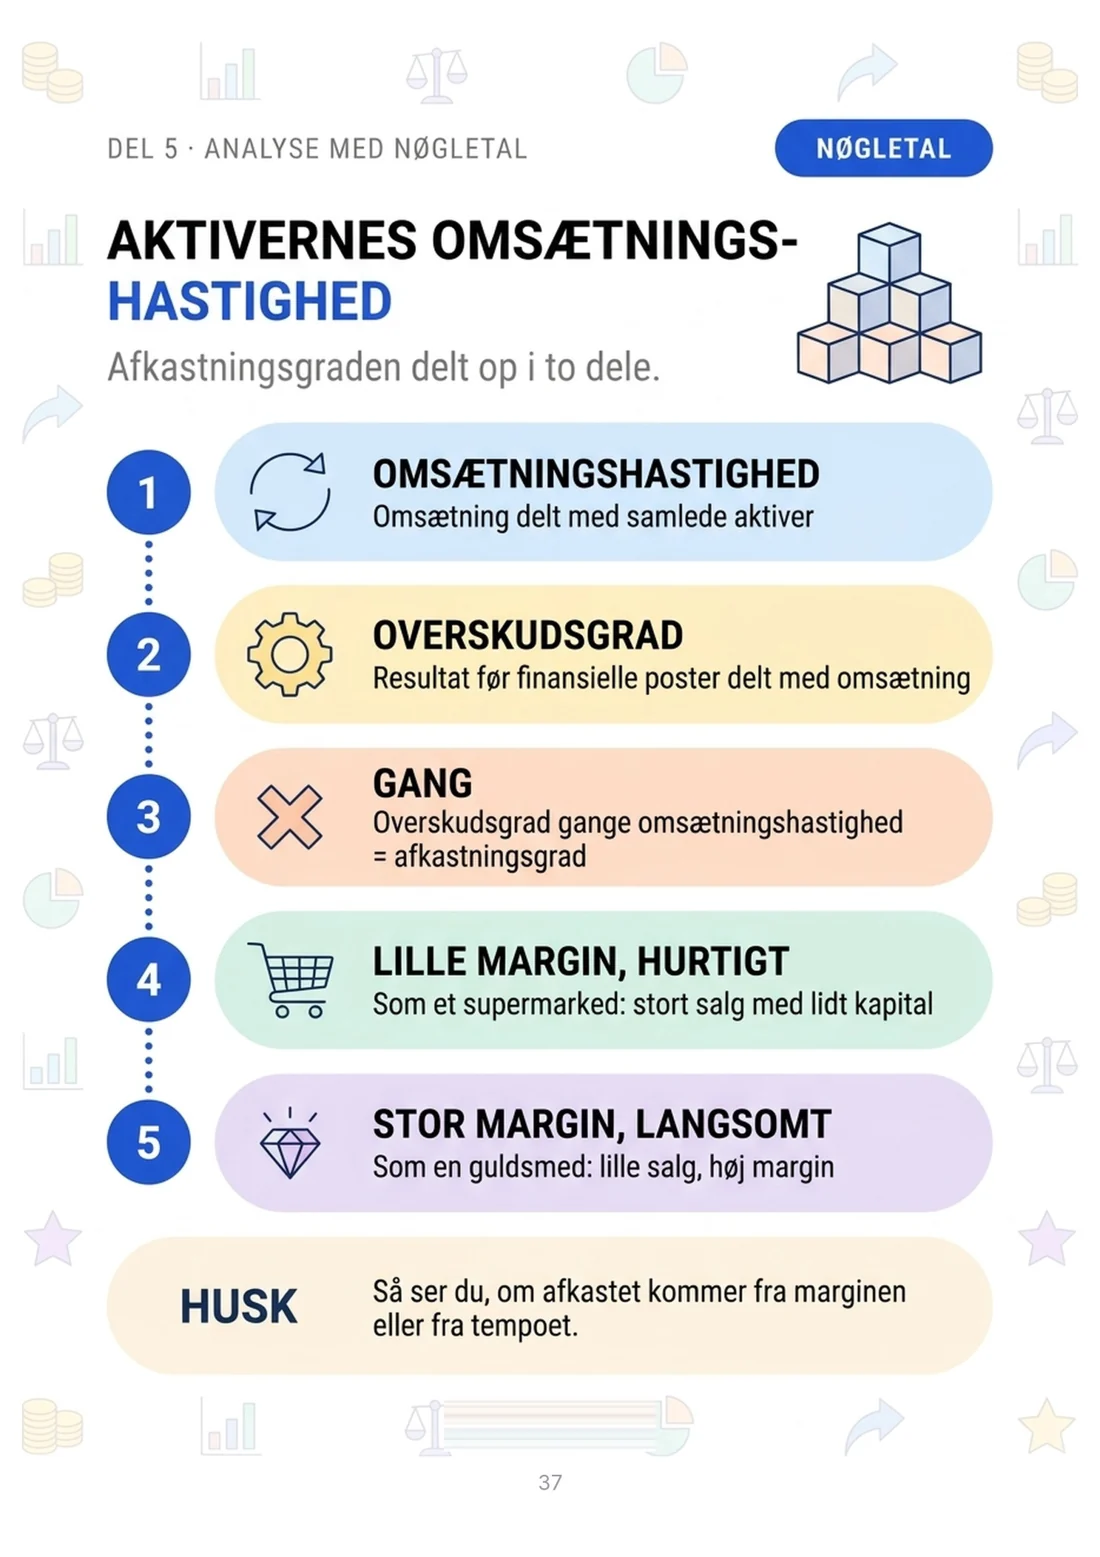 DEL 5 · ANALYSE MED NØGLETAL
NØGLETAL
AKTIVERNES OMSÆTNINGS-
HASTIGHED
Afkastningsgraden delt op i to dele.
1
OMSÆTNINGSHASTIGHED
Omsætning delt med samlede aktiver
2
OVERSKUDSGRAD
Resultat før finansielle poster delt med omsætning
3
GANG
Overskudsgrad gange omsætningshastighed
= afkastningsgrad
4
LILLE MARGIN, HURTIGT
Som et supermarked: stort salg med lidt kapital
5
STOR MARGIN, LANGSOMT
Som en guldsmed: lille salg, høj margin
HUSK
Så ser du, om afkastet kommer fra marginen
eller fra tempoet.
37